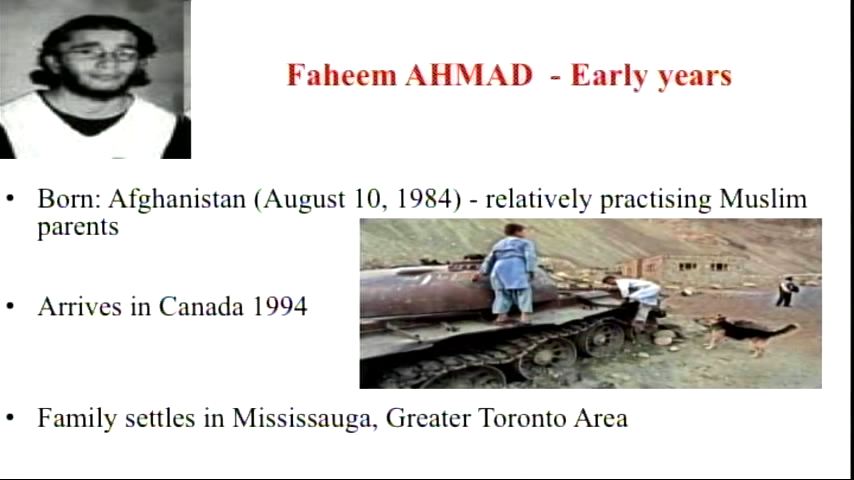 Faheem AHMAD - Early years
• Born: Afghanistan (August 10, 1984) - relatively practising Muslim
parents
• Arrives in Canada 1994
• Family settles in Mississauga, Greater Toronto Area